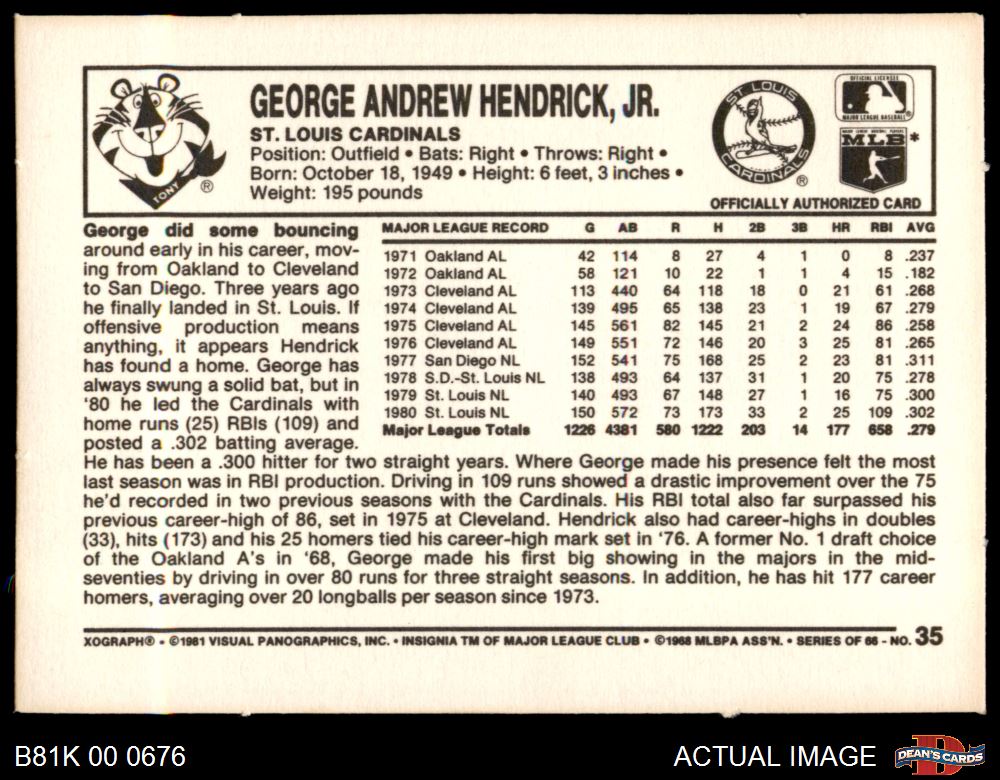 TONY
®
GEORGE ANDREW HENDRICK, JR.
ST. LOUIS CARDINALS
Position: Outfield • Bats: Right • Throws: Right •
Born: October 18, 1949 • Height: 6 feet, 3 inches •
Weight: 195 pounds
ST. LOUIS
CARDINALS
®
OFFICIAL LICENSEE
MAJOR LEAGUE BASEBALL®
MAJOR LEAGUE BASEBALL PLAYERS
MLB*
OFFICIALLY AUTHORIZED CARD
George did some bouncing
around early in his career, mov-
ing from Oakland to Cleveland
to San Diego. Three years ago
he finally landed in St. Louis. If
offensive production means
anything, it appears Hendrick
has found a home. George has
always swung a solid bat, but in
'80 he led the Cardinals with
home runs (25) RBIs (109) and
posted a .302 batting average.
MAJOR LEAGUE RECORD G AB R H 2B 3B HR RBI AVG
1971 Oakland AL 42 114 8 27 4 1 0 8 .237
1972 Oakland AL 58 121 10 22 1 1 4 15 .182
1973 Cleveland AL 113 440 64 118 18 0 21 61 .268
1974 Cleveland AL 139 495 65 138 23 1 19 67 .279
1975 Cleveland AL 145 561 82 145 21 2 24 86 .258
1976 Cleveland AL 149 551 72 146 20 3 25 81 .265
1977 San Diego NL 152 541 75 168 25 2 23 81 .311
1978 S.D.-St. Louis NL 138 493 64 137 31 1 20 75 .278
1979 St. Louis NL 140 493 67 148 27 1 16 75 .300
1980 St. Louis NL 150 572 73 173 33 2 25 109 .302
Major League Totals 1226 4381 580 1222 203 14 177 658 .279
He has been a .300 hitter for two straight years. Where George made his presence felt the most
last season was in RBI production. Driving in 109 runs showed a drastic improvement over the 75
he'd recorded in two previous seasons with the Cardinals. His RBI total also far surpassed his
previous career-high of 86, set in 1975 at Cleveland. Hendrick also had career-highs in doubles
(33), hits (173) and his 25 homers tied his career-high mark set in '76. A former No. 1 draft choice
of the Oakland A's in '68, George made his first big showing in the majors in the mid-
seventies by driving in over 80 runs for three straight seasons. In addition, he has hit 177 career
homers, averaging over 20 longballs per season since 1973.
XOGRAPH® • ©1981 VISUAL PANOGRAPHICS, INC. • INSIGNIA TM OF MAJOR LEAGUE CLUB • ©1968 MLBPA ASS'N. • SERIES OF 66 - NO. 35
B81K 00 0676
ACTUAL IMAGE
DEAN'S CARDS